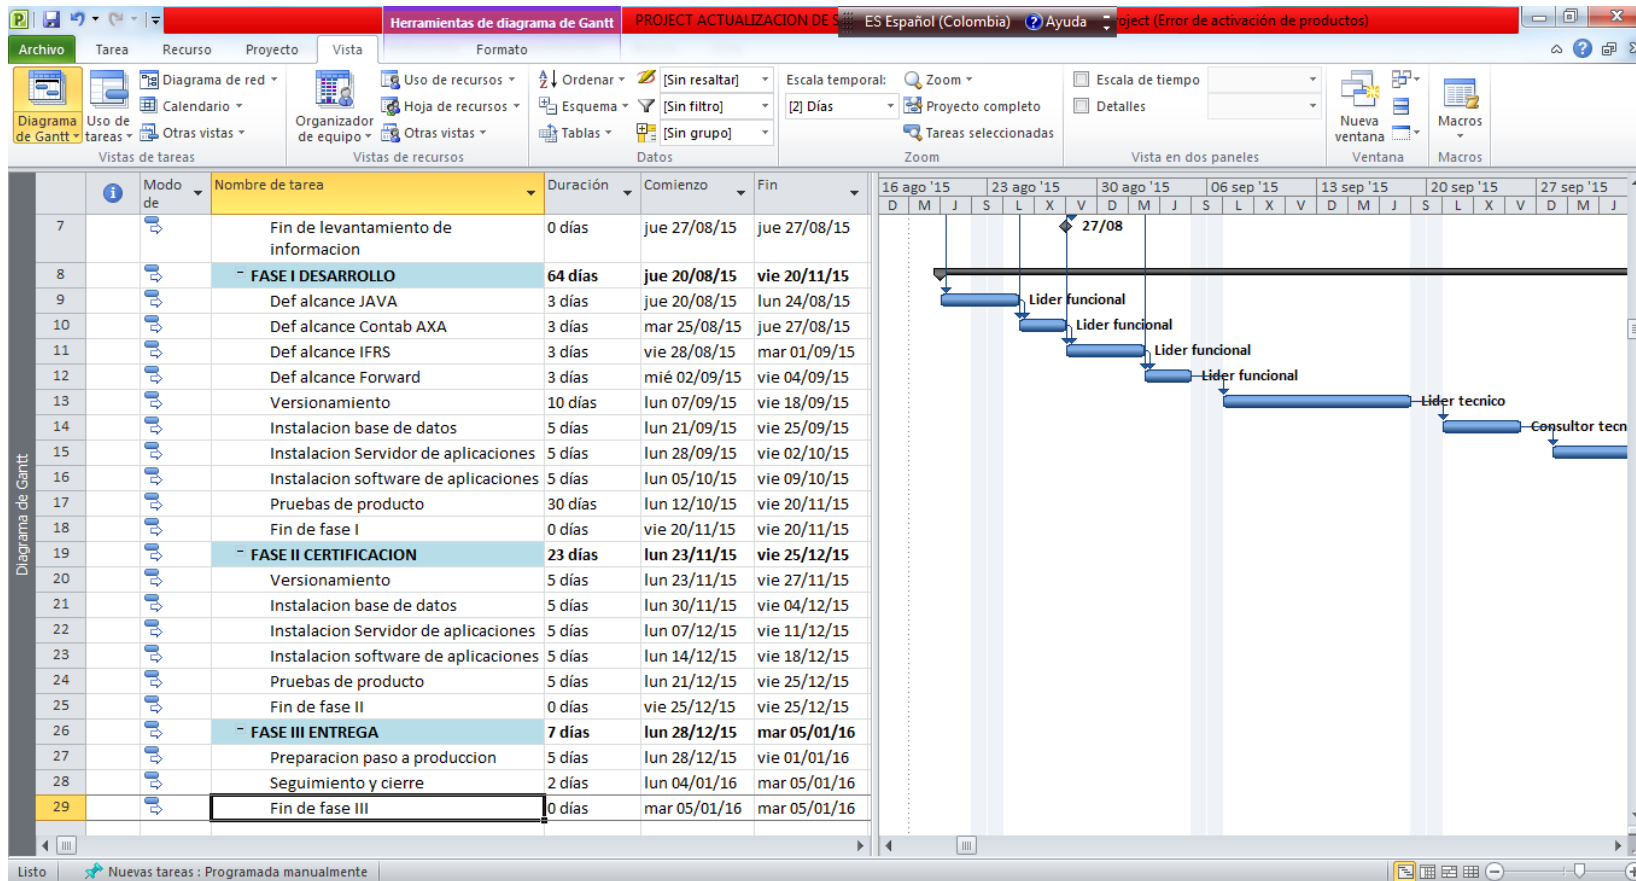 Herramientas de diagrama de Gantt
PROJECT ACTUALIZACION DE S
ES Español (Colombia)
Ayuda
oject (Error de activación de productos)
Archivo Tarea Recurso Proyecto Vista Formato
Diagrama de red Uso de recursos Ordenar [Sin resaltar] Escala temporal: Zoom Escala de tiempo
Calendario Hoja de recursos Esquema [Sin filtro] [2] Días Proyecto completo Detalles
Diagrama de Gantt
Uso de tareas
Otras vistas
Organizador de equipo
Otras vistas Tablas [Sin grupo] Tareas seleccionadas
Nueva ventana
Macros
Vistas de tareas Vistas de recursos Datos Zoom Vista en dos paneles Ventana Macros
Modo de Nombre de tarea Duración Comienzo Fin
16 ago '15 23 ago '15 30 ago '15 06 sep '15 13 sep '15 20 sep '15 27 sep '15
D M J S L X V D M J S L X V D M J S L X V D M J
7 Fin de levantamiento de informacion 0 días jue 27/08/15 jue 27/08/15
27/08
8 FASE I DESARROLLO 64 días jue 20/08/15 vie 20/11/15
9 Def alcance JAVA 3 días jue 20/08/15 lun 24/08/15
Lider funcional
10 Def alcance Contab AXA 3 días mar 25/08/15 jue 27/08/15
Lider funcional
11 Def alcance IFRS 3 días vie 28/08/15 mar 01/09/15
Lider funcional
12 Def alcance Forward 3 días mié 02/09/15 vie 04/09/15
Lider funcional
13 Versionamiento 10 días lun 07/09/15 vie 18/09/15
Lider tecnico
14 Instalacion base de datos 5 días lun 21/09/15 vie 25/09/15
Consultor tecn
15 Instalacion Servidor de aplicaciones 5 días lun 28/09/15 vie 02/10/15
16 Instalacion software de aplicaciones 5 días lun 05/10/15 vie 09/10/15
17 Pruebas de producto 30 días lun 12/10/15 vie 20/11/15
18 Fin de fase I 0 días vie 20/11/15 vie 20/11/15
19 FASE II CERTIFICACION 23 días lun 23/11/15 vie 25/12/15
20 Versionamiento 5 días lun 23/11/15 vie 27/11/15
21 Instalacion base de datos 5 días lun 30/11/15 vie 04/12/15
22 Instalacion Servidor de aplicaciones 5 días lun 07/12/15 vie 11/12/15
23 Instalacion software de aplicaciones 5 días lun 14/12/15 vie 18/12/15
24 Pruebas de producto 5 días lun 21/12/15 vie 25/12/15
25 Fin de fase II 0 días vie 25/12/15 vie 25/12/15
26 FASE III ENTREGA 7 días lun 28/12/15 mar 05/01/16
27 Preparacion paso a produccion 5 días lun 28/12/15 vie 01/01/16
28 Seguimiento y cierre 2 días lun 04/01/16 mar 05/01/16
29 Fin de fase III 0 días mar 05/01/16 mar 05/01/16
Diagrama de Gantt
Listo Nuevas tareas : Programada manualmente